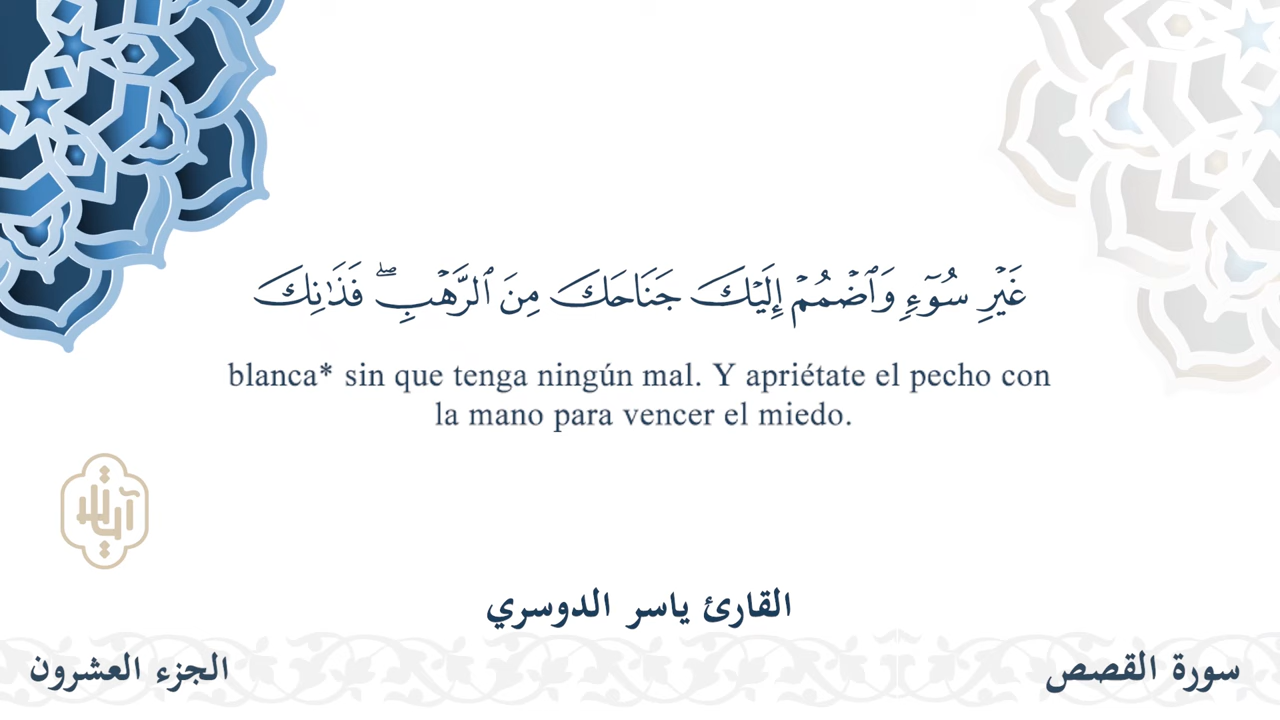 غَيْرِ سُوٓءٍ وَٱضْمُمْ إِلَيْكَ جَنَاحَكَ مِنَ ٱلرَّهْبِ ۖ فَذَٰنِكَ
blanca* sin que tenga ningún mal. Y apriétate el pecho con
la mano para vencer el miedo.
القارئ ياسر الدوسري
سورة القصص
الجزء العشرون